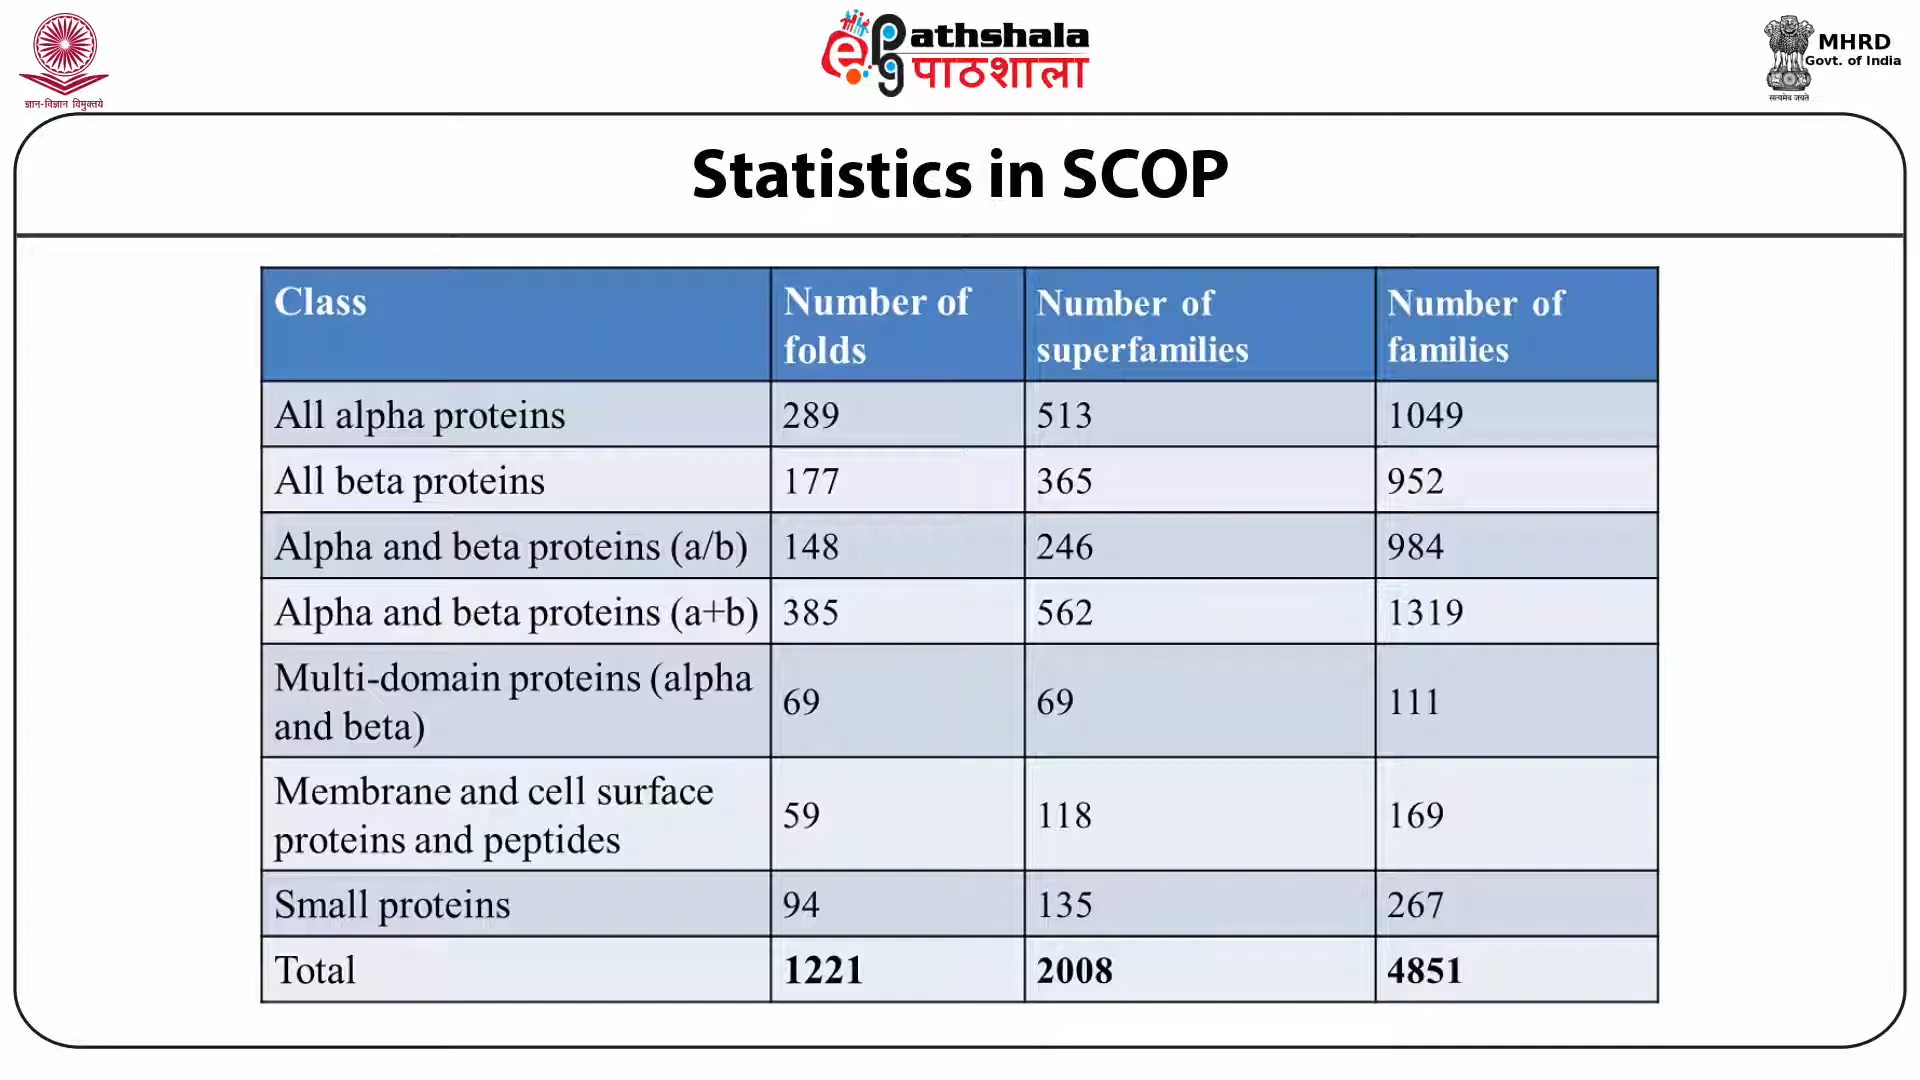 ज्ञान-विज्ञान विमुक्तये
ePathshala
पाठशाला
MHRD
Govt. of India
सत्यमेव जयते
Statistics in SCOP
Class Number of folds Number of superfamilies Number of families
All alpha proteins 289 513 1049
All beta proteins 177 365 952
Alpha and beta proteins (a/b) 148 246 984
Alpha and beta proteins (a+b) 385 562 1319
Multi-domain proteins (alpha
and beta) 69 69 111
Membrane and cell surface
proteins and peptides 59 118 169
Small proteins 94 135 267
Total 1221 2008 4851